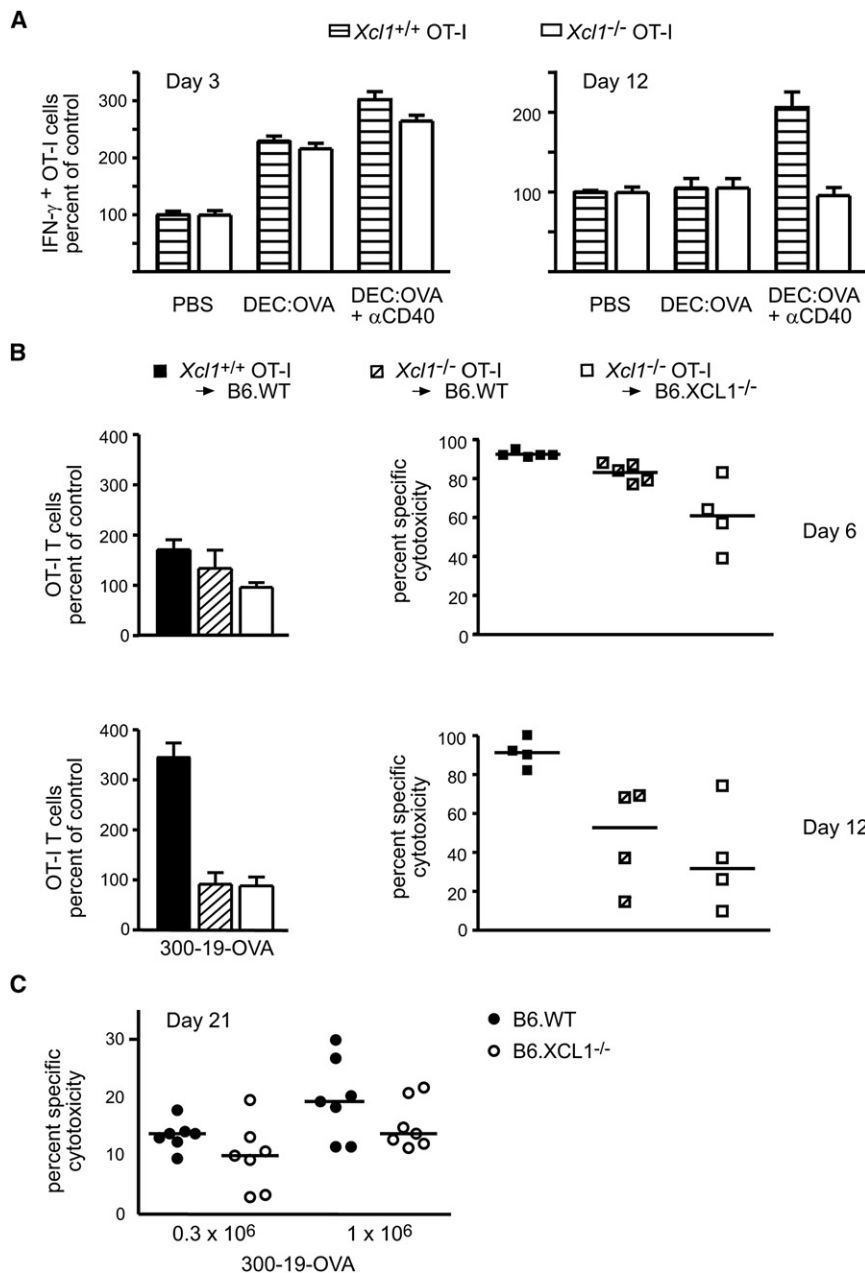 A
Xcl1+/+ OT-I
Xcl1-/- OT-I
IFN-γ+ OT-I cells
percent of control
Day 3
300
200
100
PBS
DEC:OVA
DEC:OVA
+ αCD40
Day 12
200
100
PBS
DEC:OVA
DEC:OVA
+ αCD40
B
Xcl1+/+ OT-I
→ B6.WT
Xcl1-/- OT-I
→ B6.WT
Xcl1-/- OT-I
→ B6.XCL1-/-
OT-I T cells
percent of control
400
300
200
100
0
percent specific
cytotoxicity
100
80
60
40
20
0
Day 6
OT-I T cells
percent of control
400
300
200
100
0
300-19-OVA
percent specific
cytotoxicity
100
80
60
40
20
0
Day 12
C
percent specific
cytotoxicity
Day 21
30
20
10
0
0.3 x 10⁶
1 x 10⁶
300-19-OVA
B6.WT
B6.XCL1-/-